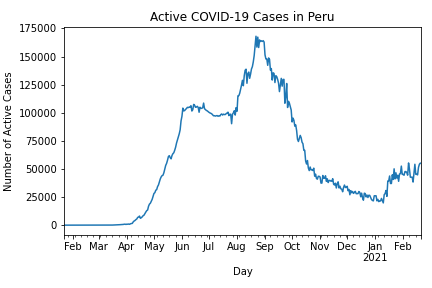 Active COVID-19 Cases in Peru
175000
150000
125000
100000
75000
50000
25000
0
Number of Active Cases
Feb Mar Apr May Jun Jul Aug Sep Oct Nov Dec Jan Feb
2021
Day